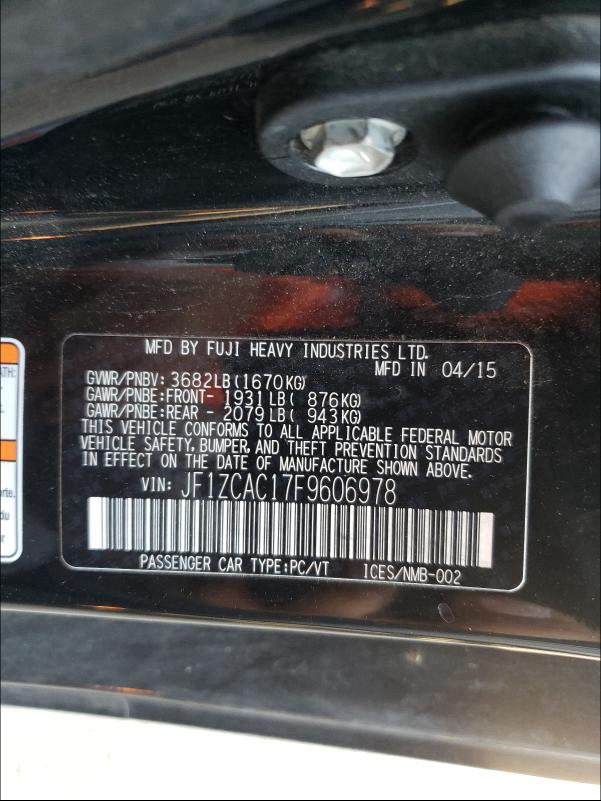 MFD BY FUJI HEAVY INDUSTRIES LTD.
MFD IN 04/15
GVWR/PNBV: 3682LB(1670KG)
GAWR/PNBE:FRONT- 1931LB( 876KG)
GAWR/PNBE:REAR - 2079LB( 943KG)
THIS VEHICLE CONFORMS TO ALL APPLICABLE FEDERAL MOTOR
VEHICLE SAFETY, BUMPER, AND THEFT PREVENTION STANDARDS
IN EFFECT ON THE DATE OF MANUFACTURE SHOWN ABOVE.
VIN: JF1ZCAC17F9606978
PASSENGER CAR TYPE:PC/VT ICES/NMB-002
ATH:
orte.
du